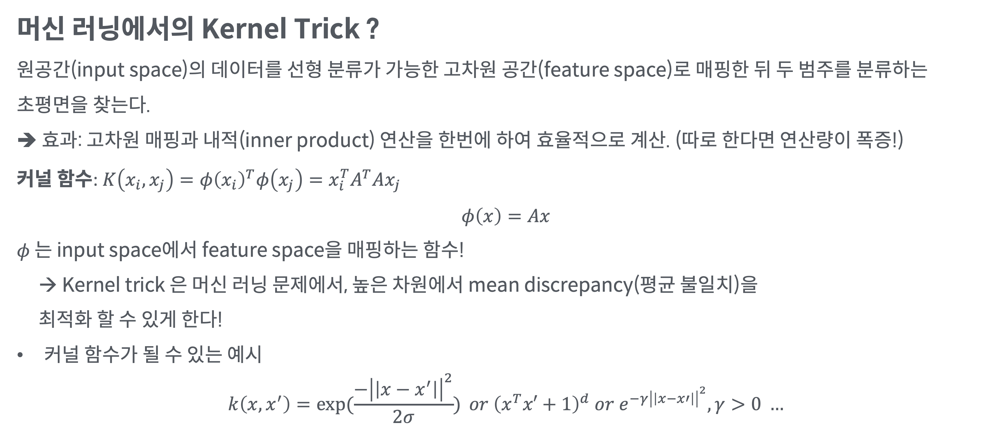 머신 러닝에서의 Kernel Trick ?
원공간(input space)의 데이터를 선형 분류가 가능한 고차원 공간(feature space)로 매핑한 뒤 두 범주를 분류하는
초평면을 찾는다.
➔ 효과: 고차원 매핑과 내적(inner product) 연산을 한번에 하여 효율적으로 계산. (따로 한다면 연산량이 폭증!)
커널 함수: $K(x_i, x_j) = \phi(x_i)^T \phi(x_j) = x_i^T A^T A x_j$
$\phi(x) = Ax$
$\phi$ 는 input space에서 feature space을 매핑하는 함수!
→ Kernel trick 은 머신 러닝 문제에서, 높은 차원에서 mean discrepancy(평균 불일치)을
최적화 할 수 있게 한다!
• 커널 함수가 될 수 있는 예시
$k(x, x') = \exp(\frac{-||x - x'||^2}{2\sigma})$ or $(x^T x' + 1)^d$ or $e^{-\gamma||x-x'||^2}, \gamma > 0$ ...